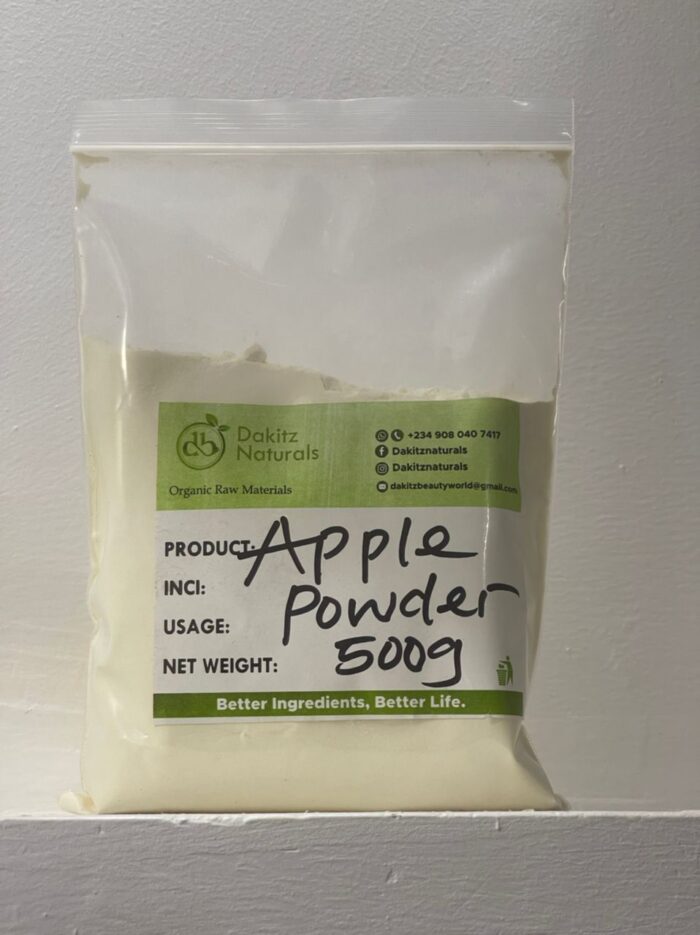 db
Dakitz
Naturals
Organic Raw Materials
+234 908 040 7417
Dakitznaturals
Dakitznaturals
dakitzbeautyworld@gmail.com
PRODUCT: Apple
INCI: Powder
USAGE:
NET WEIGHT: 500g
Better Ingredients, Better Life.